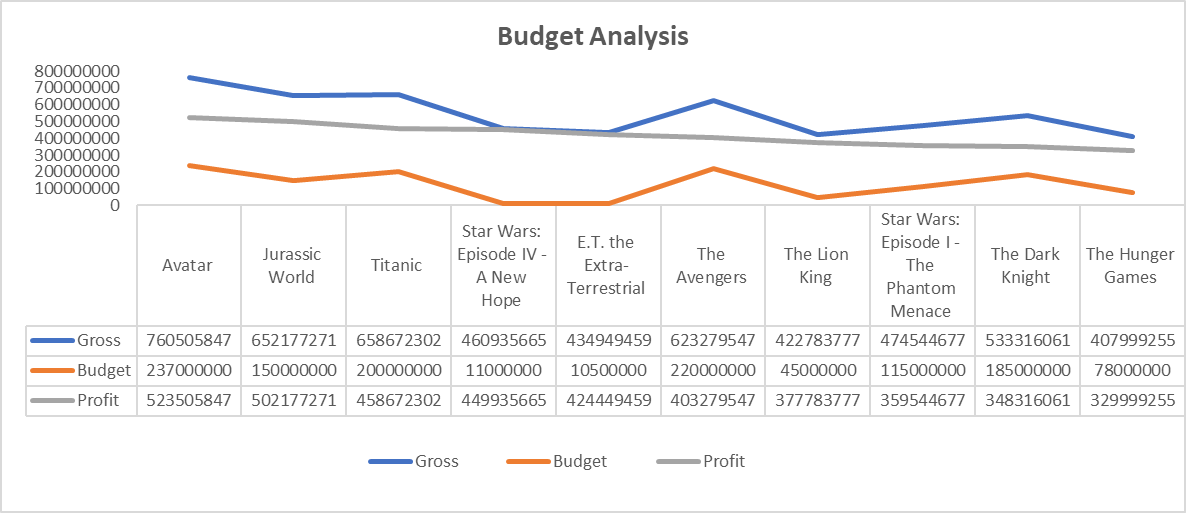 Budget Analysis
800000000
700000000
600000000
500000000
400000000
300000000
200000000
100000000
0
Avatar
Jurassic
World
Titanic
Star Wars:
Episode IV -
A New
Hope
E.T. the
Extra-
Terrestrial
The
Avengers
The Lion
King
Star Wars:
Episode I -
The
Phantom
Menace
The Dark
Knight
The Hunger
Games
Gross 760505847 652177271 658672302 460935665 434949459 623279547 422783777 474544677 533316061 407999255
Budget 237000000 150000000 200000000 11000000 10500000 220000000 45000000 115000000 185000000 78000000
Profit 523505847 502177271 458672302 449935665 424449459 403279547 377783777 359544677 348316061 329999255
Gross Budget Profit